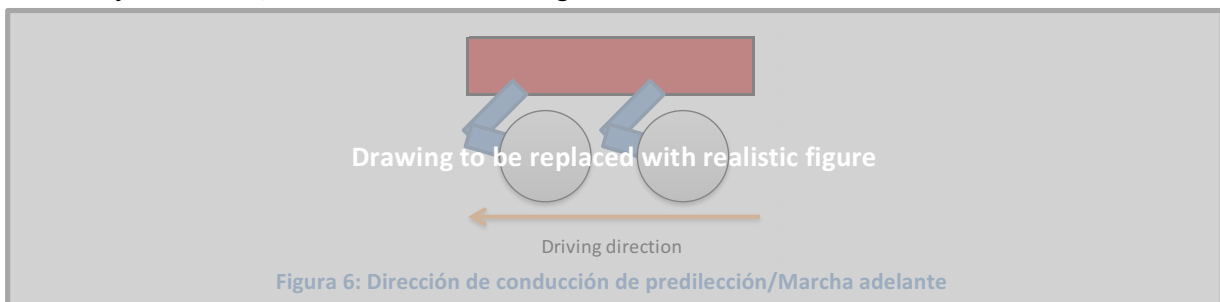 Drawing to be replaced with realistic figure
Driving direction
Figura 6: Dirección de conducción de predilección/Marcha adelante